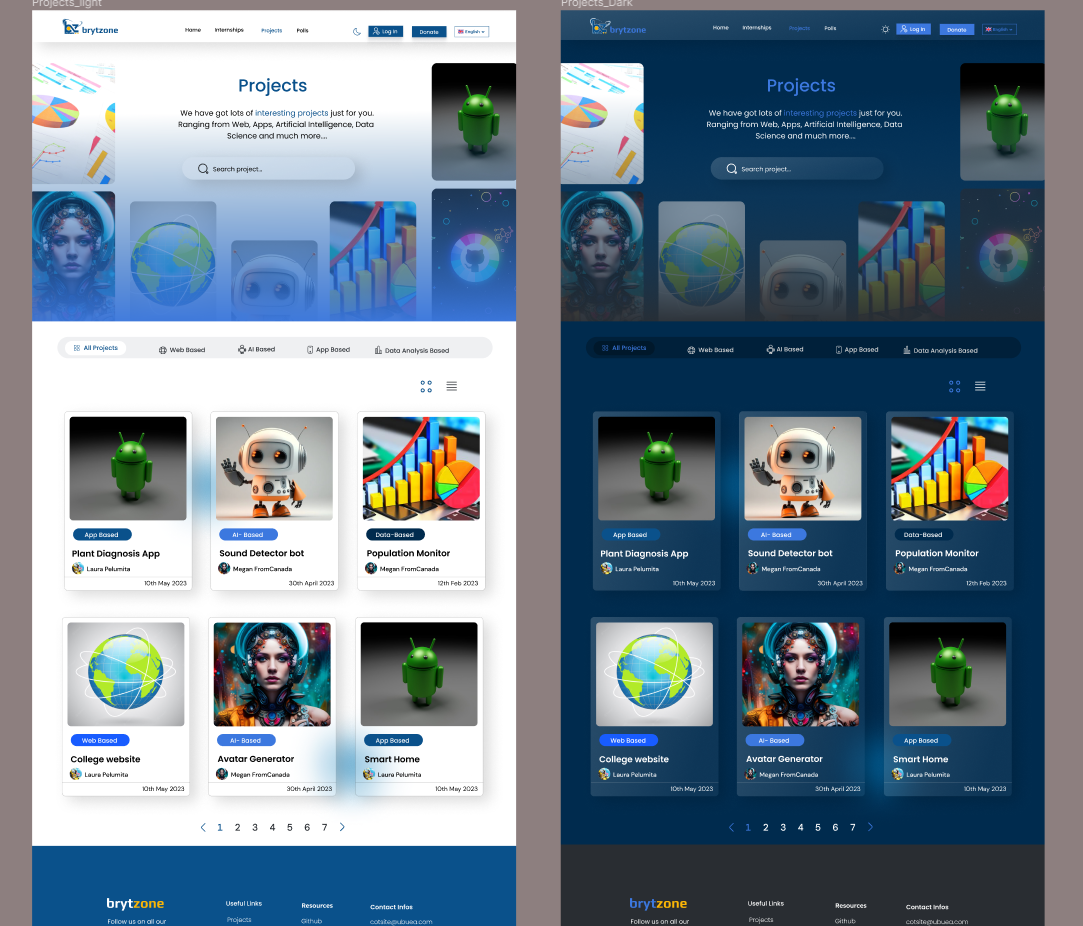 Projects_light
brytzone
Home Internships Projects Polls
Log In
Donate
English
Projects
We have got lots of interesting projects just for you.
Ranging from Web, Apps, Artificial Intelligence, Data
Science and much more....
Search project...
All Projects Web Based AI Based App Based Data Analysis Based
App Based
Plant Diagnosis App
Laura Pelumita
10th May 2023
AI- Based
Sound Detector bot
Megan FromCanada
30th April 2023
Data-Based
Population Monitor
Megan FromCanada
12th Feb 2023
Web Based
College website
Laura Pelumita
10th May 2023
AI- Based
Avatar Generator
Megan FromCanada
30th April 2023
App Based
Smart Home
Laura Pelumita
10th May 2023
1 2 3 4 5 6 7
brytzone
Follow us on all our
Useful Links
Projects
Resources
Github
Contact Infos
cotsite@ubuea.com
Projects_Dark
brytzone
Home Internships Projects Polls
Log In
Donate
English
Projects
We have got lots of interesting projects just for you.
Ranging from Web, Apps, Artificial Intelligence, Data
Science and much more....
Search project...
All Projects Web Based AI Based App Based Data Analysis Based
App Based
Plant Diagnosis App
Laura Pelumita
10th May 2023
AI- Based
Sound Detector bot
Megan FromCanada
30th April 2023
Data-Based
Population Monitor
Megan FromCanada
12th Feb 2023
Web Based
College website
Laura Pelumita
10th May 2023
AI- Based
Avatar Generator
Megan FromCanada
30th April 2023
App Based
Smart Home
Laura Pelumita
10th May 2023
1 2 3 4 5 6 7
brytzone
Follow us on all our
Useful Links
Projects
Resources
Github
Contact Infos
cotsite@ubuea.com